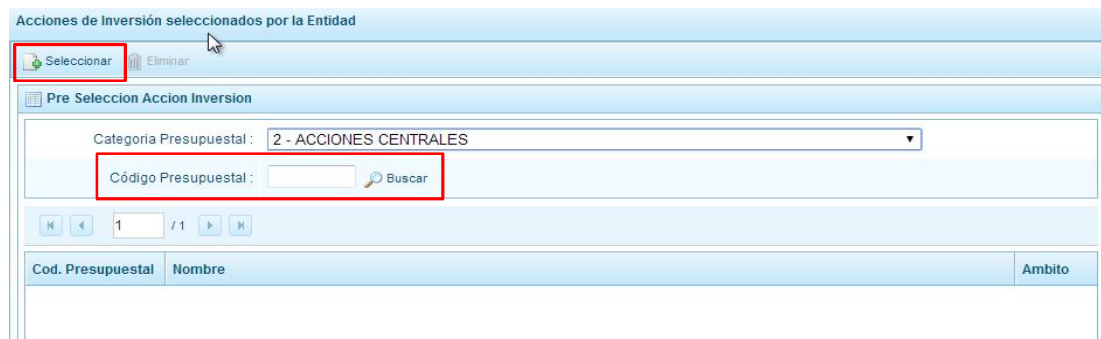 Acciones de Inversión seleccionados por la Entidad
Seleccionar Eliminar
Pre Seleccion Accion Inversion
Categoria Presupuestal : 2 - ACCIONES CENTRALES
Código Presupuestal : Buscar
1 / 1
Cod. Presupuestal Nombre Ambito